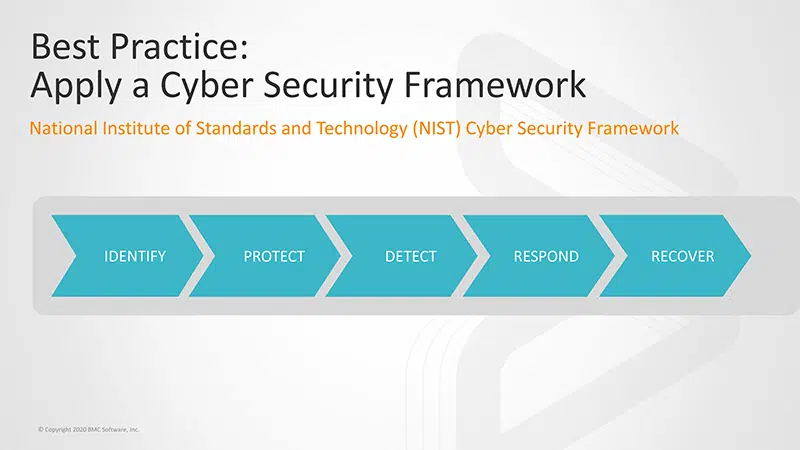 Best Practice:
Apply a Cyber Security Framework
National Institute of Standards and Technology (NIST) Cyber Security Framework
IDENTIFY
PROTECT
DETECT
RESPOND
RECOVER
© Copyright 2020 BMC Software, Inc.